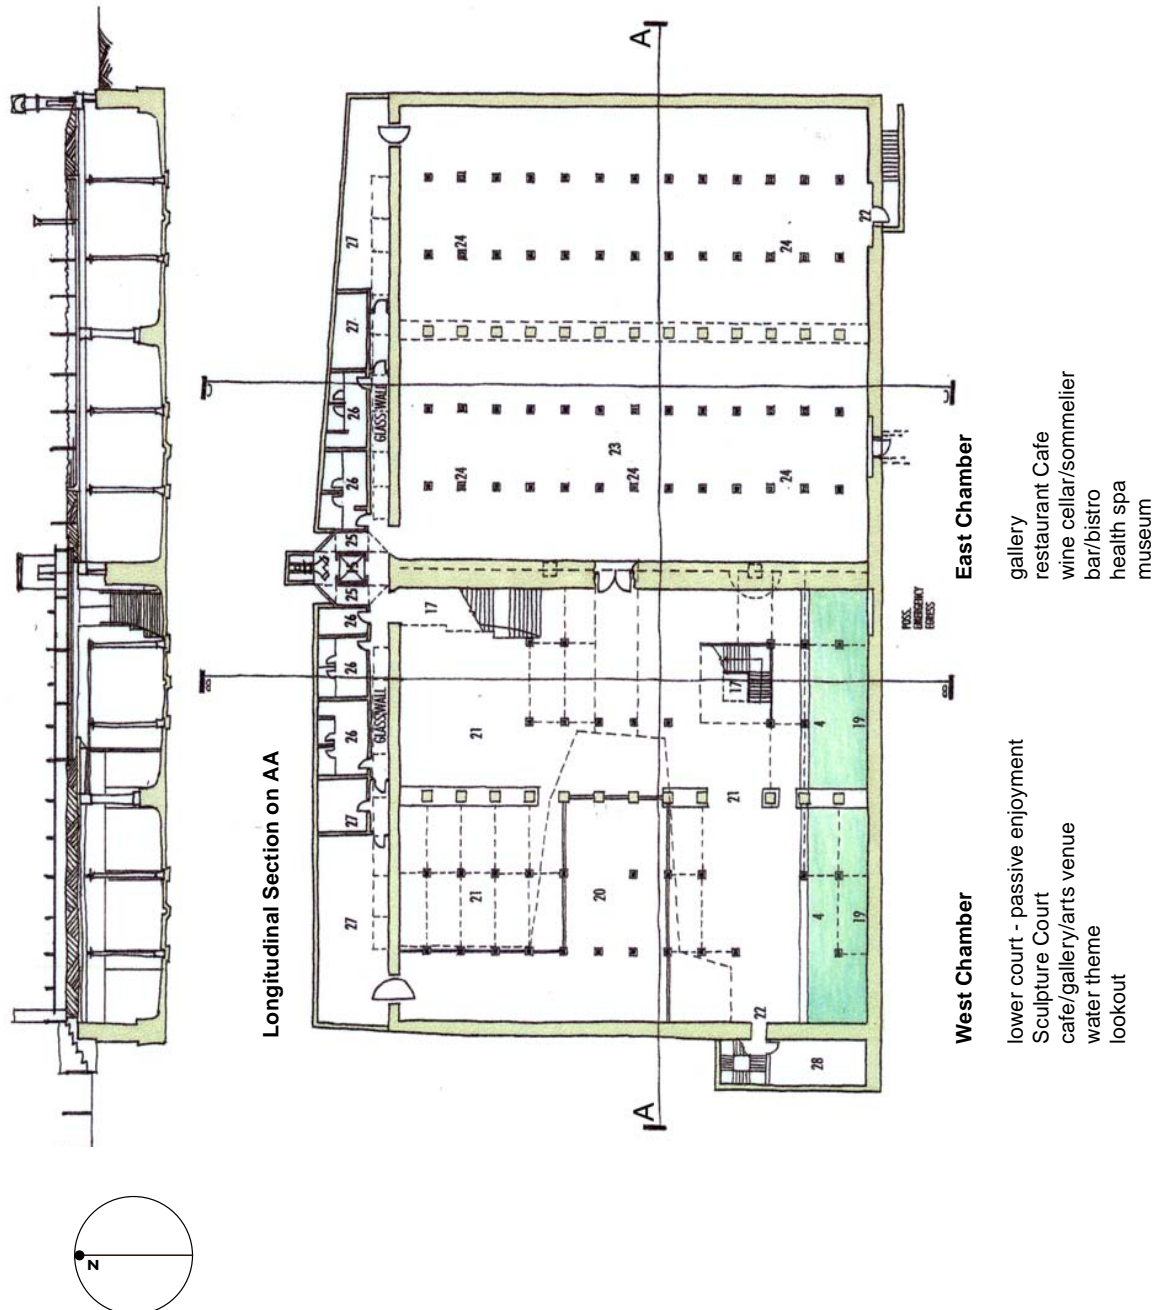 N
Longitudinal Section on AA
A
A
27
27
26
GLASS WALL
26
25
25
26
26
GLASS WALL
26
27
27
24
24
23
24
24
24
22
17
17
21
21
21
20
4
19
4
19
22
28
B
B
POSS.
EMERGENCY
EGRESS
West Chamber
lower court - passive enjoyment
Sculpture Court
cafe/gallery/arts venue
water theme
lookout
East Chamber
gallery
restaurant Cafe
wine cellar/sommelier
bar/bistro
health spa
museum